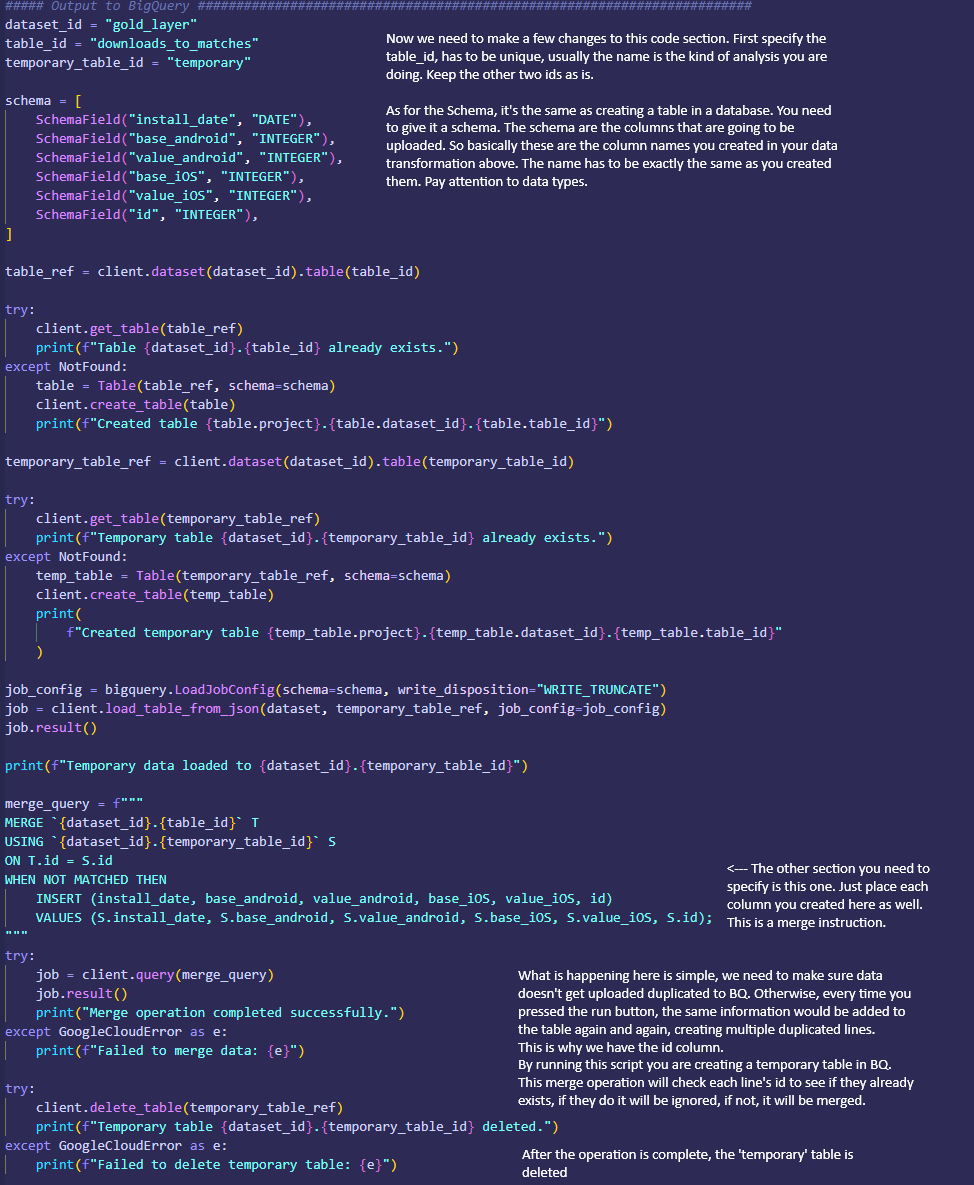 ##### Output to BigQuery ########################################################################
dataset_id = "gold_layer"
table_id = "downloads_to_matches"
temporary_table_id = "temporary"
Now we need to make a few changes to this code section. First specify the
table_id, has to be unique, usually the name is the kind of analysis you are
doing. Keep the other two ids as is.
As for the Schema, it's the same as creating a table in a database. You need
to give it a schema. The schema are the columns that are going to be
uploaded. So basically these are the column names you created in your data
transformation above. The name has to be exactly the same as you created
them. Pay attention to data types.
schema = [
    SchemaField("install_date", "DATE"),
    SchemaField("base_android", "INTEGER"),
    SchemaField("value_android", "INTEGER"),
    SchemaField("base_iOS", "INTEGER"),
    SchemaField("value_iOS", "INTEGER"),
    SchemaField("id", "INTEGER"),
]
table_ref = client.dataset(dataset_id).table(table_id)
try:
    client.get_table(table_ref)
    print(f"Table {dataset_id}.{table_id} already exists.")
except NotFound:
    table = Table(table_ref, schema=schema)
    client.create_table(table)
    print(f"Created table {table.project}.{table.dataset_id}.{table.table_id}")
temporary_table_ref = client.dataset(dataset_id).table(temporary_table_id)
try:
    client.get_table(temporary_table_ref)
    print(f"Temporary table {dataset_id}.{temporary_table_id} already exists.")
except NotFound:
    temp_table = Table(temporary_table_ref, schema=schema)
    client.create_table(temp_table)
    print(
        f"Created temporary table {temp_table.project}.{temp_table.dataset_id}.{temp_table.table_id}"
    )
job_config = bigquery.LoadJobConfig(schema=schema, write_disposition="WRITE_TRUNCATE")
job = client.load_table_from_json(dataset, temporary_table_ref, job_config=job_config)
job.result()
print(f"Temporary data loaded to {dataset_id}.{temporary_table_id}")
merge_query = f"""
MERGE `{dataset_id}.{table_id}` T
USING `{dataset_id}.{temporary_table_id}` S
ON T.id = S.id
WHEN NOT MATCHED THEN
    INSERT (install_date, base_android, value_android, base_iOS, value_iOS, id)
    VALUES (S.install_date, S.base_android, S.value_android, S.base_iOS, S.value_iOS, S.id);
"""
<--- The other section you need to
specify is this one. Just place each
column you created here as well.
This is a merge instruction.
try:
    job = client.query(merge_query)
    job.result()
    print("Merge operation completed successfully.")
except GoogleCloudError as e:
    print(f"Failed to merge data: {e}")
What is happening here is simple, we need to make sure data
doesn't get uploaded duplicated to BQ. Otherwise, every time you
pressed the run button, the same information would be added to
the table again and again, creating multiple duplicated lines.
This is why we have the id column.
By running this script you are creating a temporary table in BQ.
This merge operation will check each line's id to see if they already
exists, if they do it will be ignored, if not, it will be merged.
try:
    client.delete_table(temporary_table_ref)
    print(f"Temporary table {dataset_id}.{temporary_table_id} deleted.")
except GoogleCloudError as e:
    print(f"Failed to delete temporary table: {e}")
After the operation is complete, the 'temporary' table is
deleted